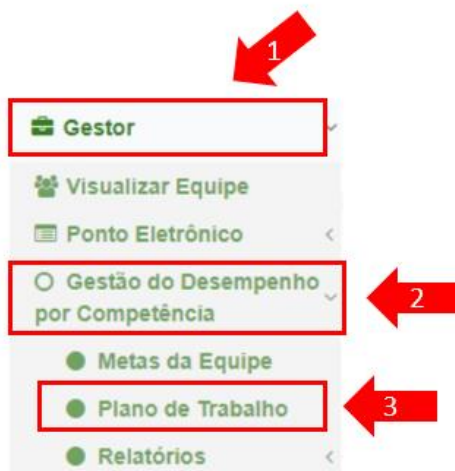 1
Gestor
Visualizar Equipe
Ponto Eletrônico
Gestão do Desempenho
por Competência
2
Metas da Equipe
Plano de Trabalho
3
Relatórios